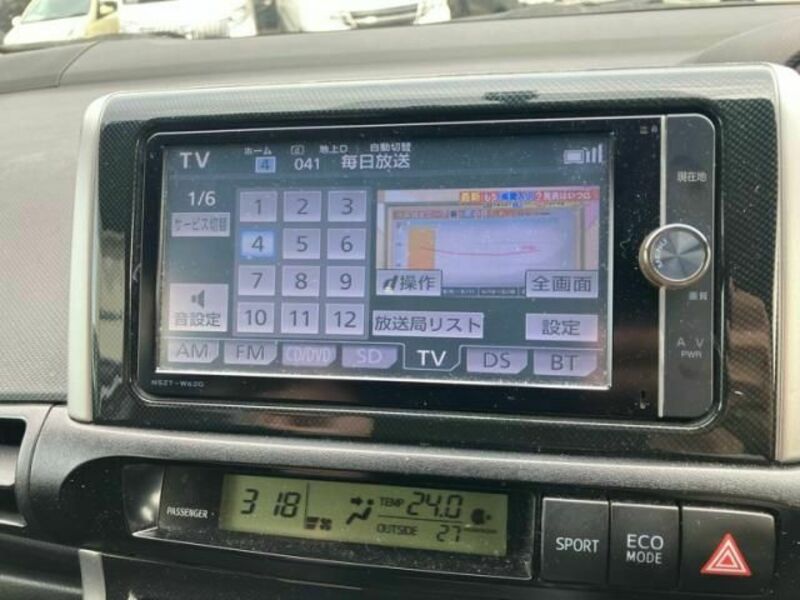 TV
ホーム 地上D 自動切替
4 041 毎日放送
現在地
1/6
サービス切替
1 2 3
4 5 6
7 8 9
10 11 12
音設定
操作
全画面
放送局リスト
設定
MENU
画質
AV
PWR
AM FM CD/DVD SD TV DS BT
NSZT-W62G
PASSENGER
3 18
TEMP 24.0
OUTSIDE 27
SPORT
ECO
MODE